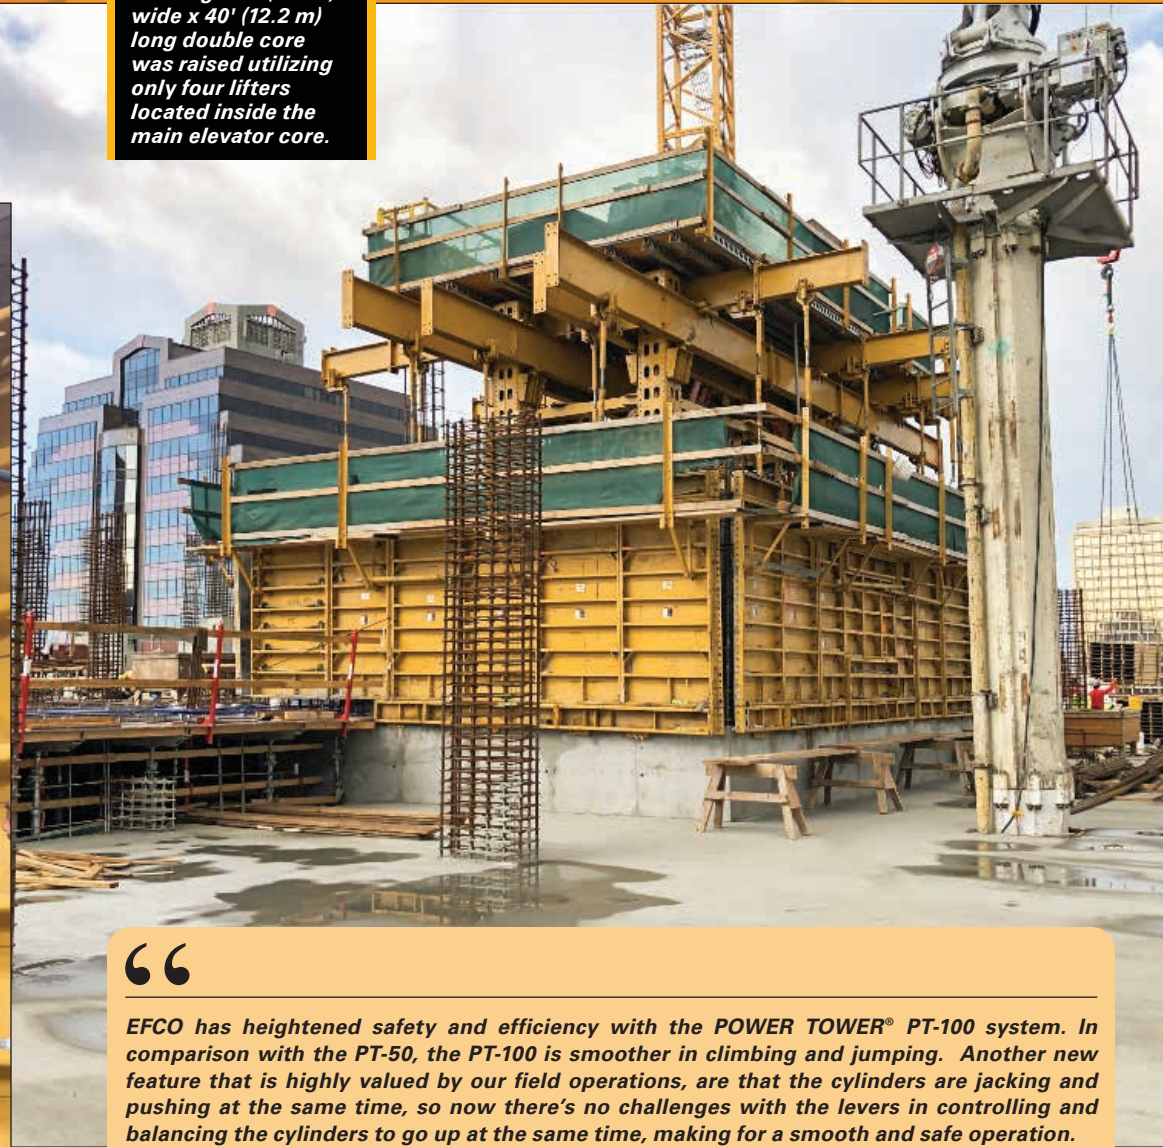 wide x 40' (12.2 m)
long double core
was raised utilizing
only four lifters
located inside the
main elevator core.
“
EFCO has heightened safety and efficiency with the POWER TOWER® PT-100 system. In
comparison with the PT-50, the PT-100 is smoother in climbing and jumping. Another new
feature that is highly valued by our field operations, are that the cylinders are jacking and
pushing at the same time, so now there’s no challenges with the levers in controlling and
balancing the cylinders to go up at the same time, making for a smooth and safe operation.